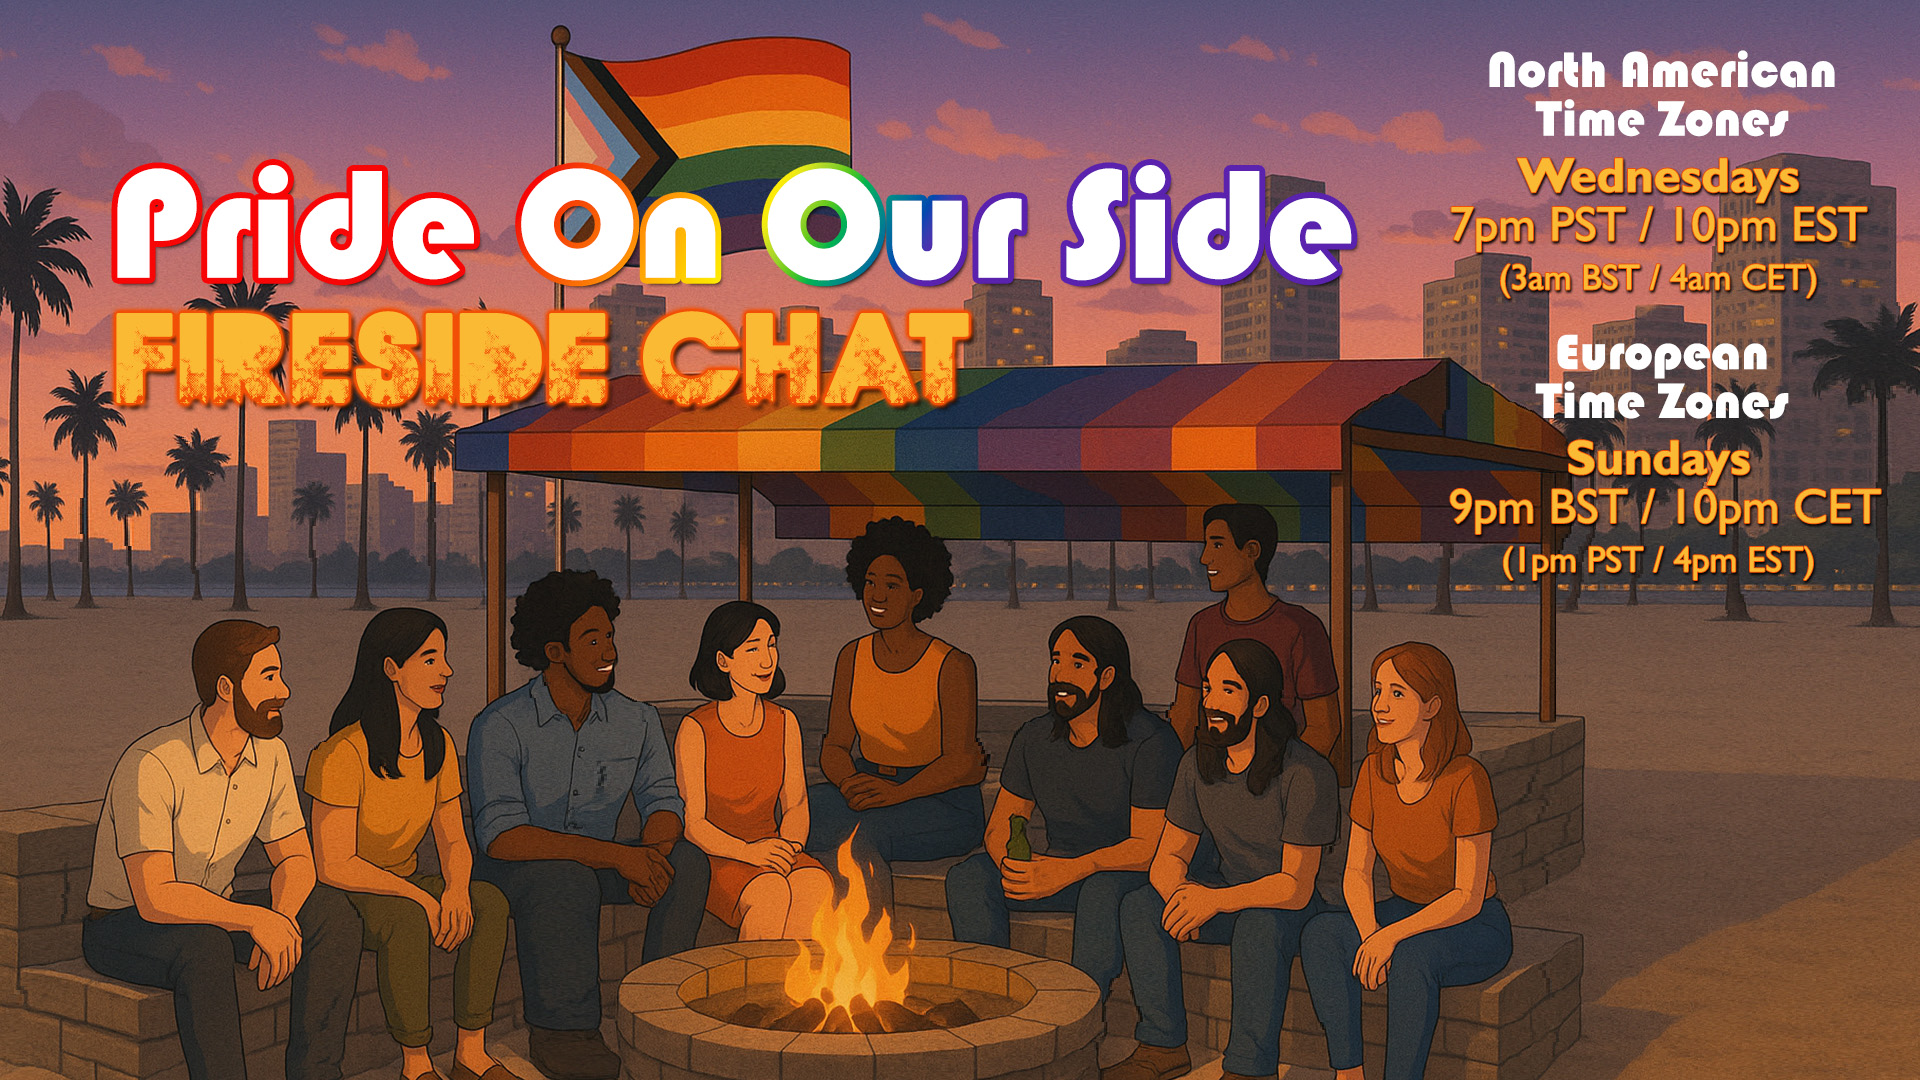 Pride On Our Side
FIRESIDE CHAT
North American
Time Zones
Wednesdays
7pm PST / 10pm EST
(3am BST / 4am CET)
European
Time Zones
Sundays
9pm BST / 10pm CET
(1pm PST / 4pm EST)